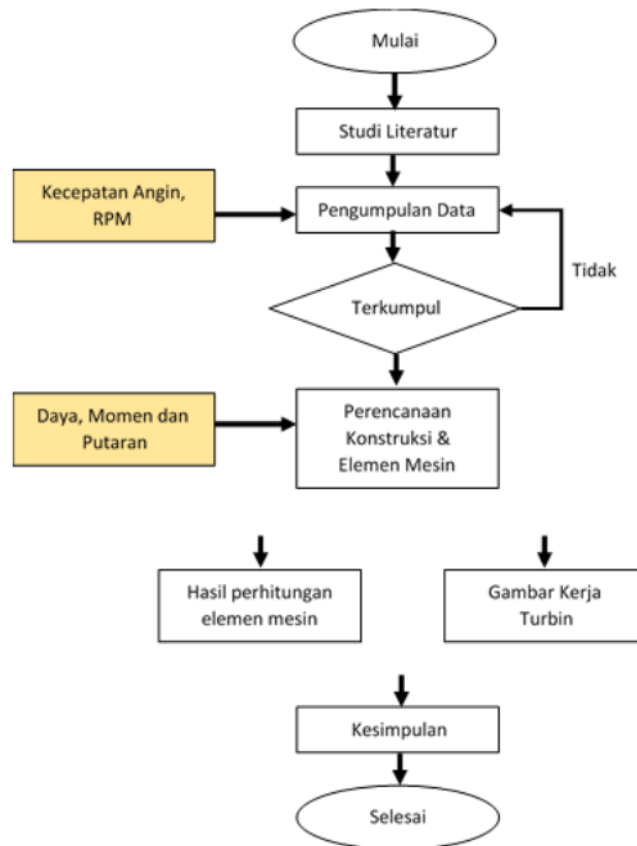 Mulai
Studi Literatur
Kecepatan Angin,
RPM
Pengumpulan Data
Tidak
Terkumpul
Daya, Momen dan
Putaran
Perencanaan
Konstruksi &
Elemen Mesin
Hasil perhitungan
elemen mesin
Gambar Kerja
Turbin
Kesimpulan
Selesai